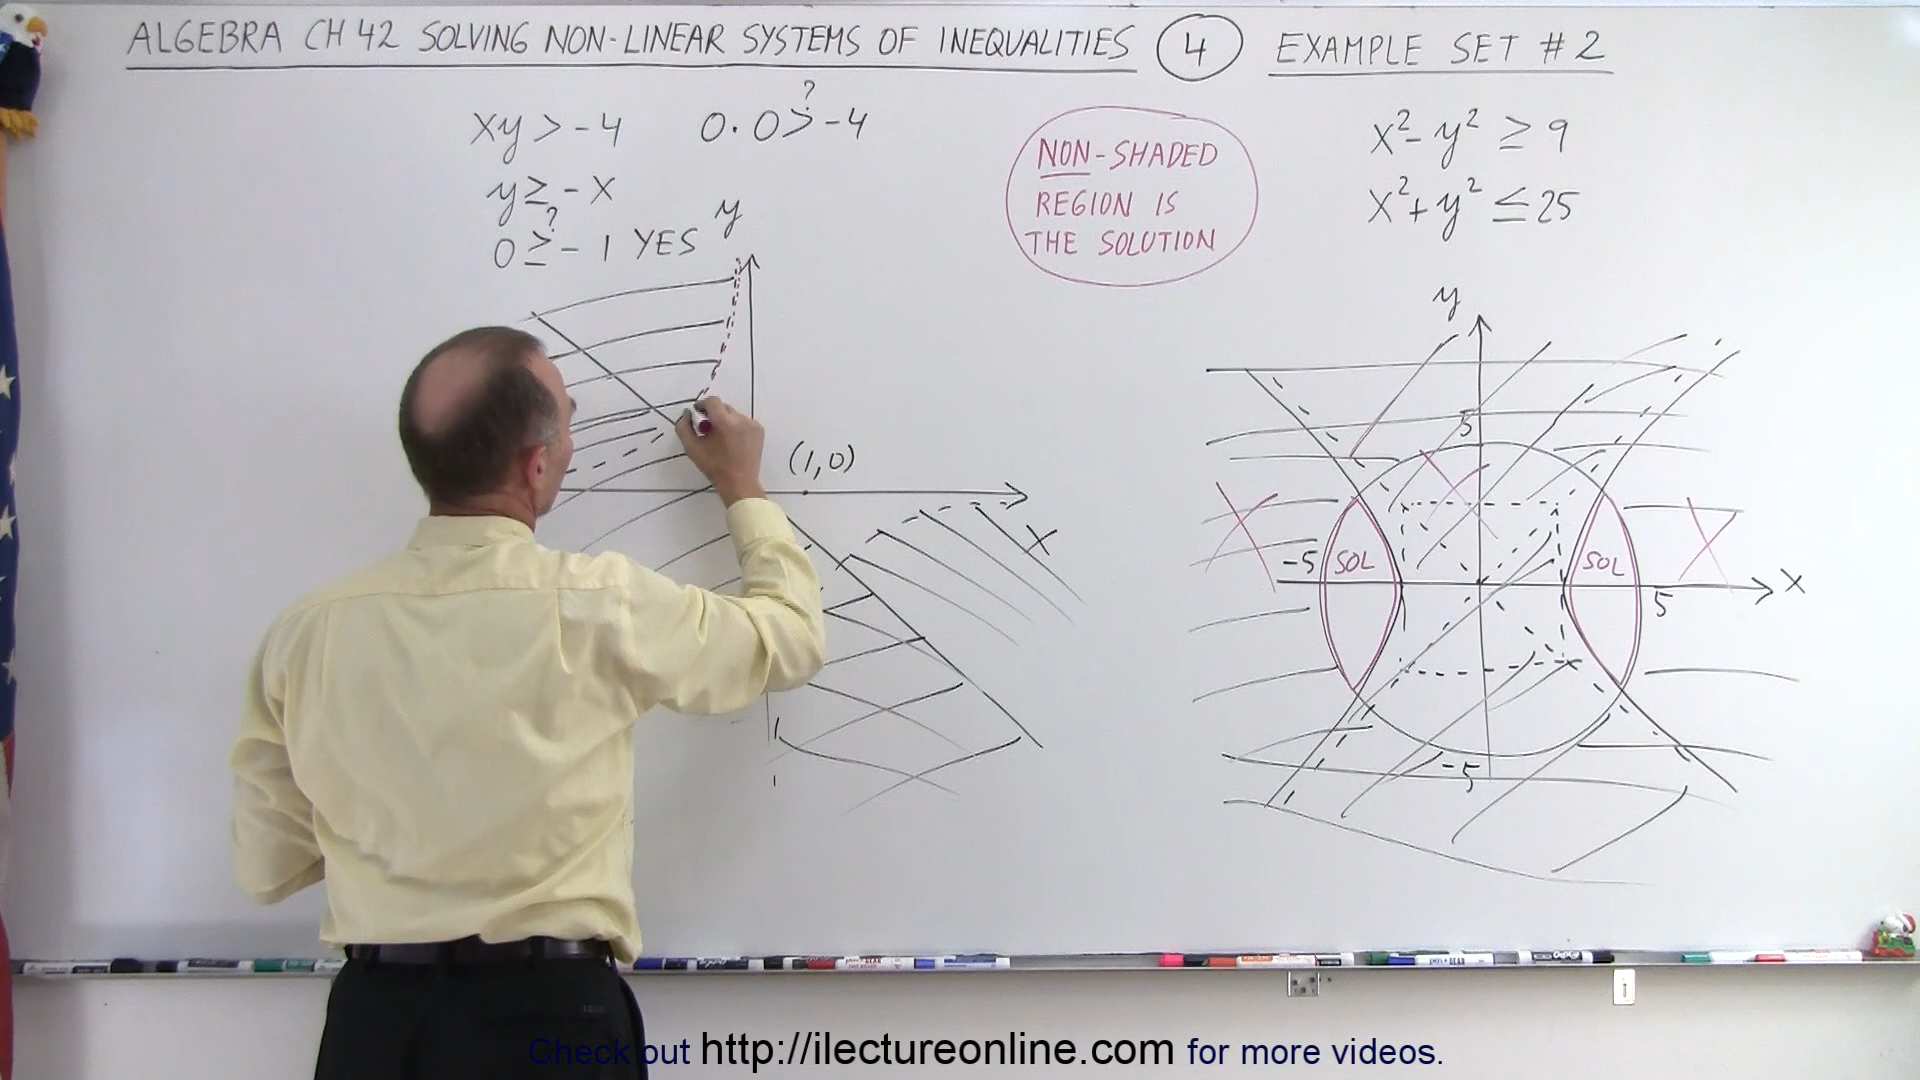 ALGEBRA CH 42 SOLVING NON-LINEAR SYSTEMS OF INEQUALITIES 4 EXAMPLE SET # 2
xy > -4 0·0 > -4
?
y ≥ -x
0 ≥ -1 YES
?
NON-SHADED
REGION IS
THE SOLUTION
x² - y² ≥ 9
x² + y² ≤ 25
y
(1,0)
X
y
5
X
X
-5
SOL
SOL
5
X
-5
Check out http://ilectureonline.com for more videos.